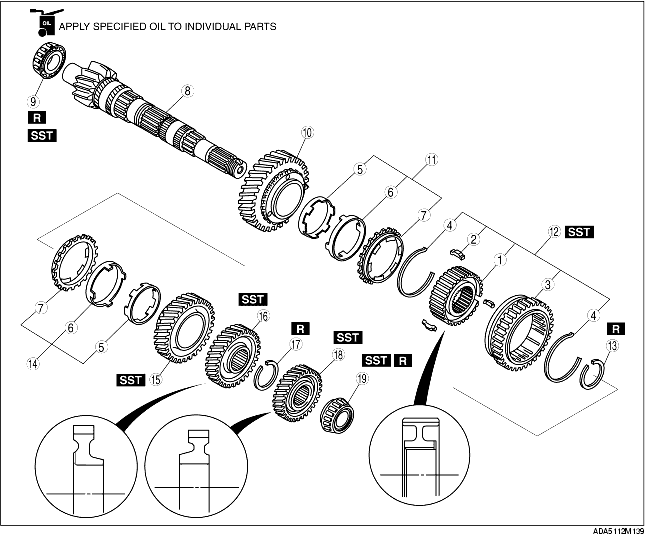 OIL APPLY SPECIFIED OIL TO INDIVIDUAL PARTS
8
9
R
SST
10
5
11
6
7
4
2
12 SST
1
3
4
R
13
7
6
5
14
SST
16
R
17
SST
18
SST R
19
SST 15
ADA5112M139